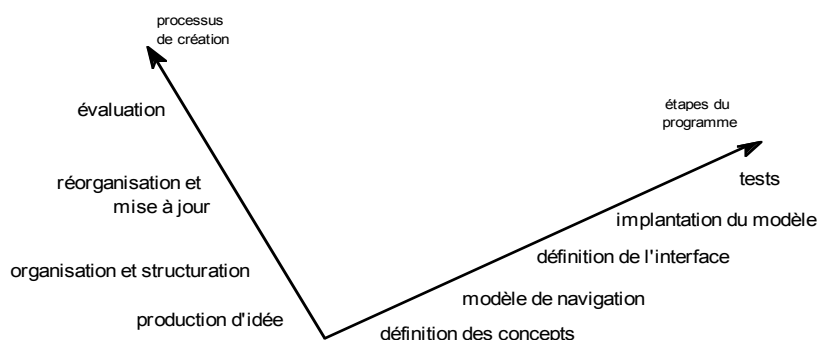 processus
de création
évaluation
réorganisation et
mise à jour
organisation et structuration
production d'idée
étapes du
programme
tests
implantation du modèle
définition de l'interface
modèle de navigation
définition des concepts